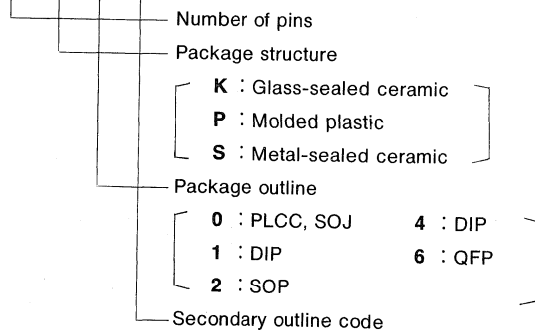 Number of pins
Package structure
K : Glass-sealed ceramic
P : Molded plastic
S : Metal-sealed ceramic
Package outline
0 : PLCC, SOJ 4 : DIP
1 : DIP 6 : QFP
2 : SOP
Secondary outline code